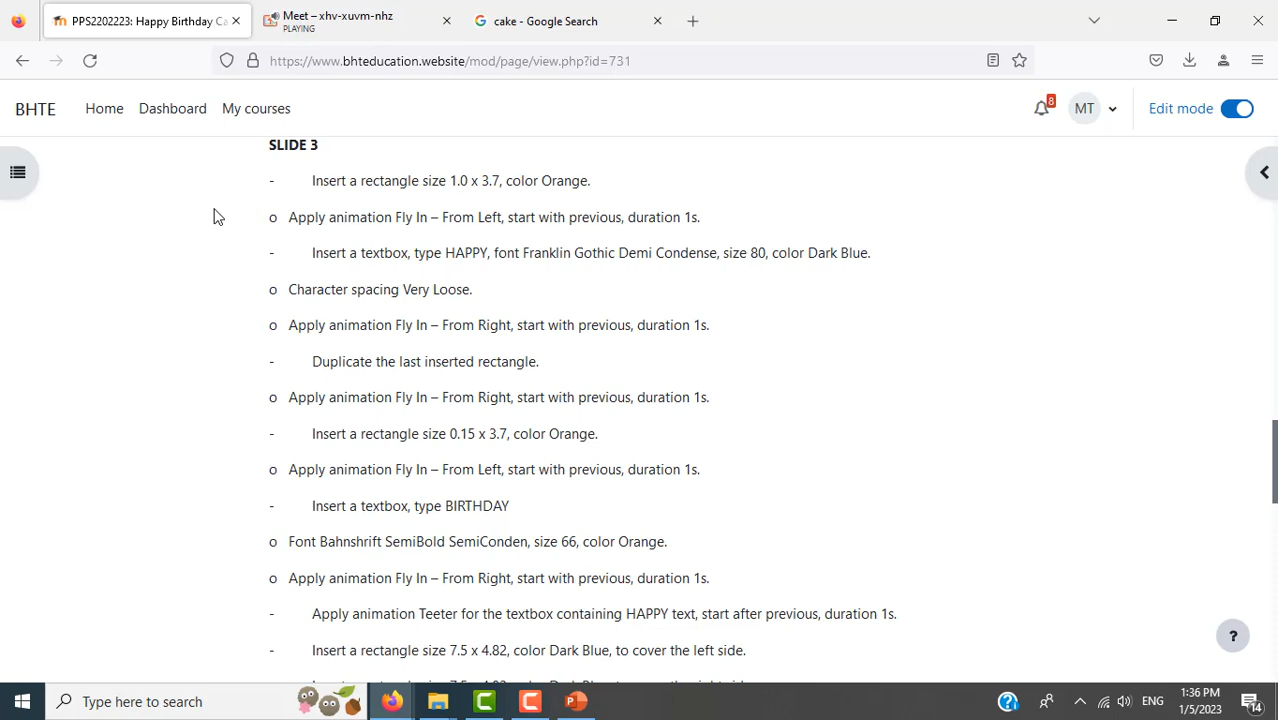 PPS2202223: Happy Birthday Ca
Meet – xhv-xuvm-nhz
PLAYING
cake - Google Search
https://www.bhteducation.website/mod/page/view.php?id=731
BHTE
Home
Dashboard
My courses
8
MT
Edit mode
SLIDE 3
- Insert a rectangle size 1.0 x 3.7, color Orange.
o Apply animation Fly In – From Left, start with previous, duration 1s.
- Insert a textbox, type HAPPY, font Franklin Gothic Demi Condense, size 80, color Dark Blue.
o Character spacing Very Loose.
o Apply animation Fly In – From Right, start with previous, duration 1s.
- Duplicate the last inserted rectangle.
o Apply animation Fly In – From Right, start with previous, duration 1s.
- Insert a rectangle size 0.15 x 3.7, color Orange.
o Apply animation Fly In – From Left, start with previous, duration 1s.
- Insert a textbox, type BIRTHDAY
o Font Bahnshrift SemiBold SemiConden, size 66, color Orange.
o Apply animation Fly In – From Right, start with previous, duration 1s.
- Apply animation Teeter for the textbox containing HAPPY text, start after previous, duration 1s.
- Insert a rectangle size 7.5 x 4.82, color Dark Blue, to cover the left side.
?
Type here to search
ENG
1:36 PM
1/5/2023
14